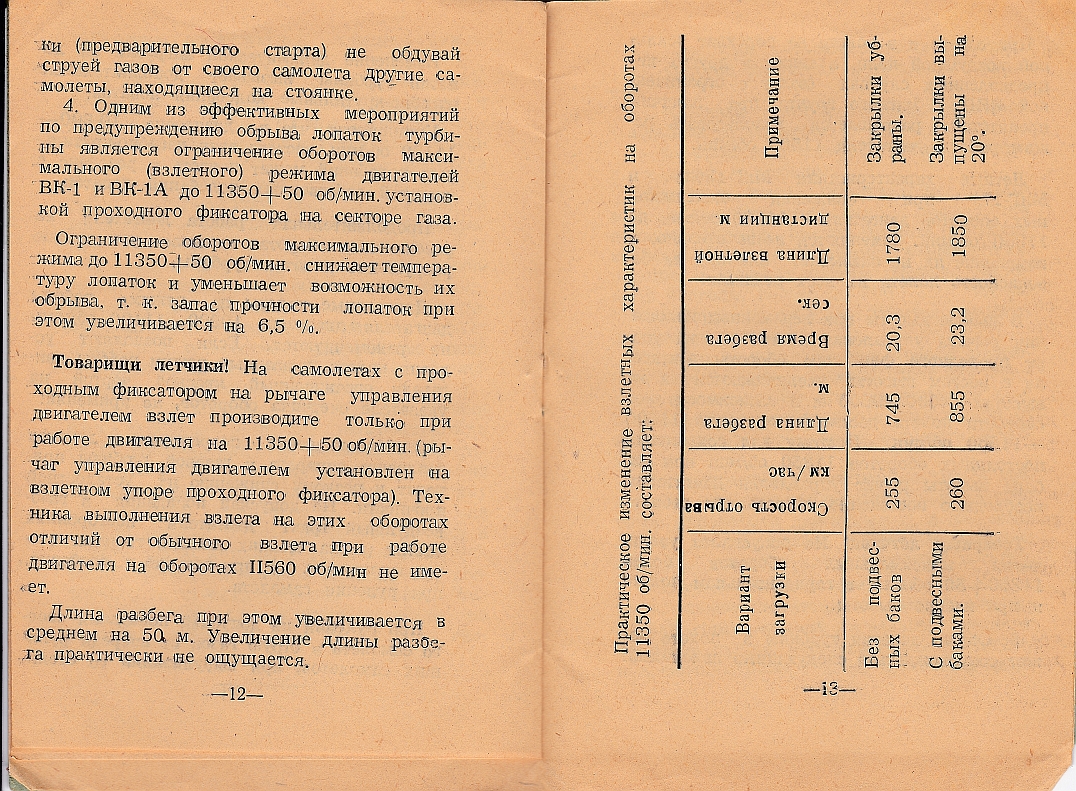 ки (предварительного старта) не обдувай
струей газов от своего самолета другие са-
молеты, находящиеся на стоянке.
4. Одним из эффективных мероприятий
по предупреждению обрыва лопаток турби-
ны является ограничение оборотов макси-
мального (взлетного) режима двигателей
ВК-1 и ВК-1А до 11350+50 об/мин. установ-
кой проходного фиксатора на секторе газа.
Ограничение оборотов максимального ре-
жима до 11350+50 об/мин. снижает темпера-
туру лопаток и уменьшает возможность их
обрыва, т. к. запас прочности лопаток при
этом увеличивается на 6,5 %.
Товарищи летчики! На самолетах с про-
ходным фиксатором на рычаге управления
двигателем взлет производите только при
работе двигателя на 11350+50 об/мин. (ры-
чаг управления двигателем установлен на
взлетном упоре проходного фиксатора). Тех-
ника выполнения взлета на этих оборотах
отличий от обычного взлета при работе
двигателя на оборотах II560 об/мин не име-
ет.
Длина разбега при этом увеличивается в
среднем на 50 м. Увеличение длины разбе-
га практически не ощущается.
—12—
Практическое изменение взлетных характеристик на оборотах
11350 об/мин. составляет:
Вариант
загрузки
Скорость отрыва
км/час
Длина разбега
м.
Время разбега
сек.
Длина взлетной
дистанции м
Примечание
Без подвес-
ных баков
255
745
20,3
1780
Закрылки уб-
раны.
С подвесными
баками.
260
855
23,2
1850
Закрылки вы-
пущены на
20°.
—13—